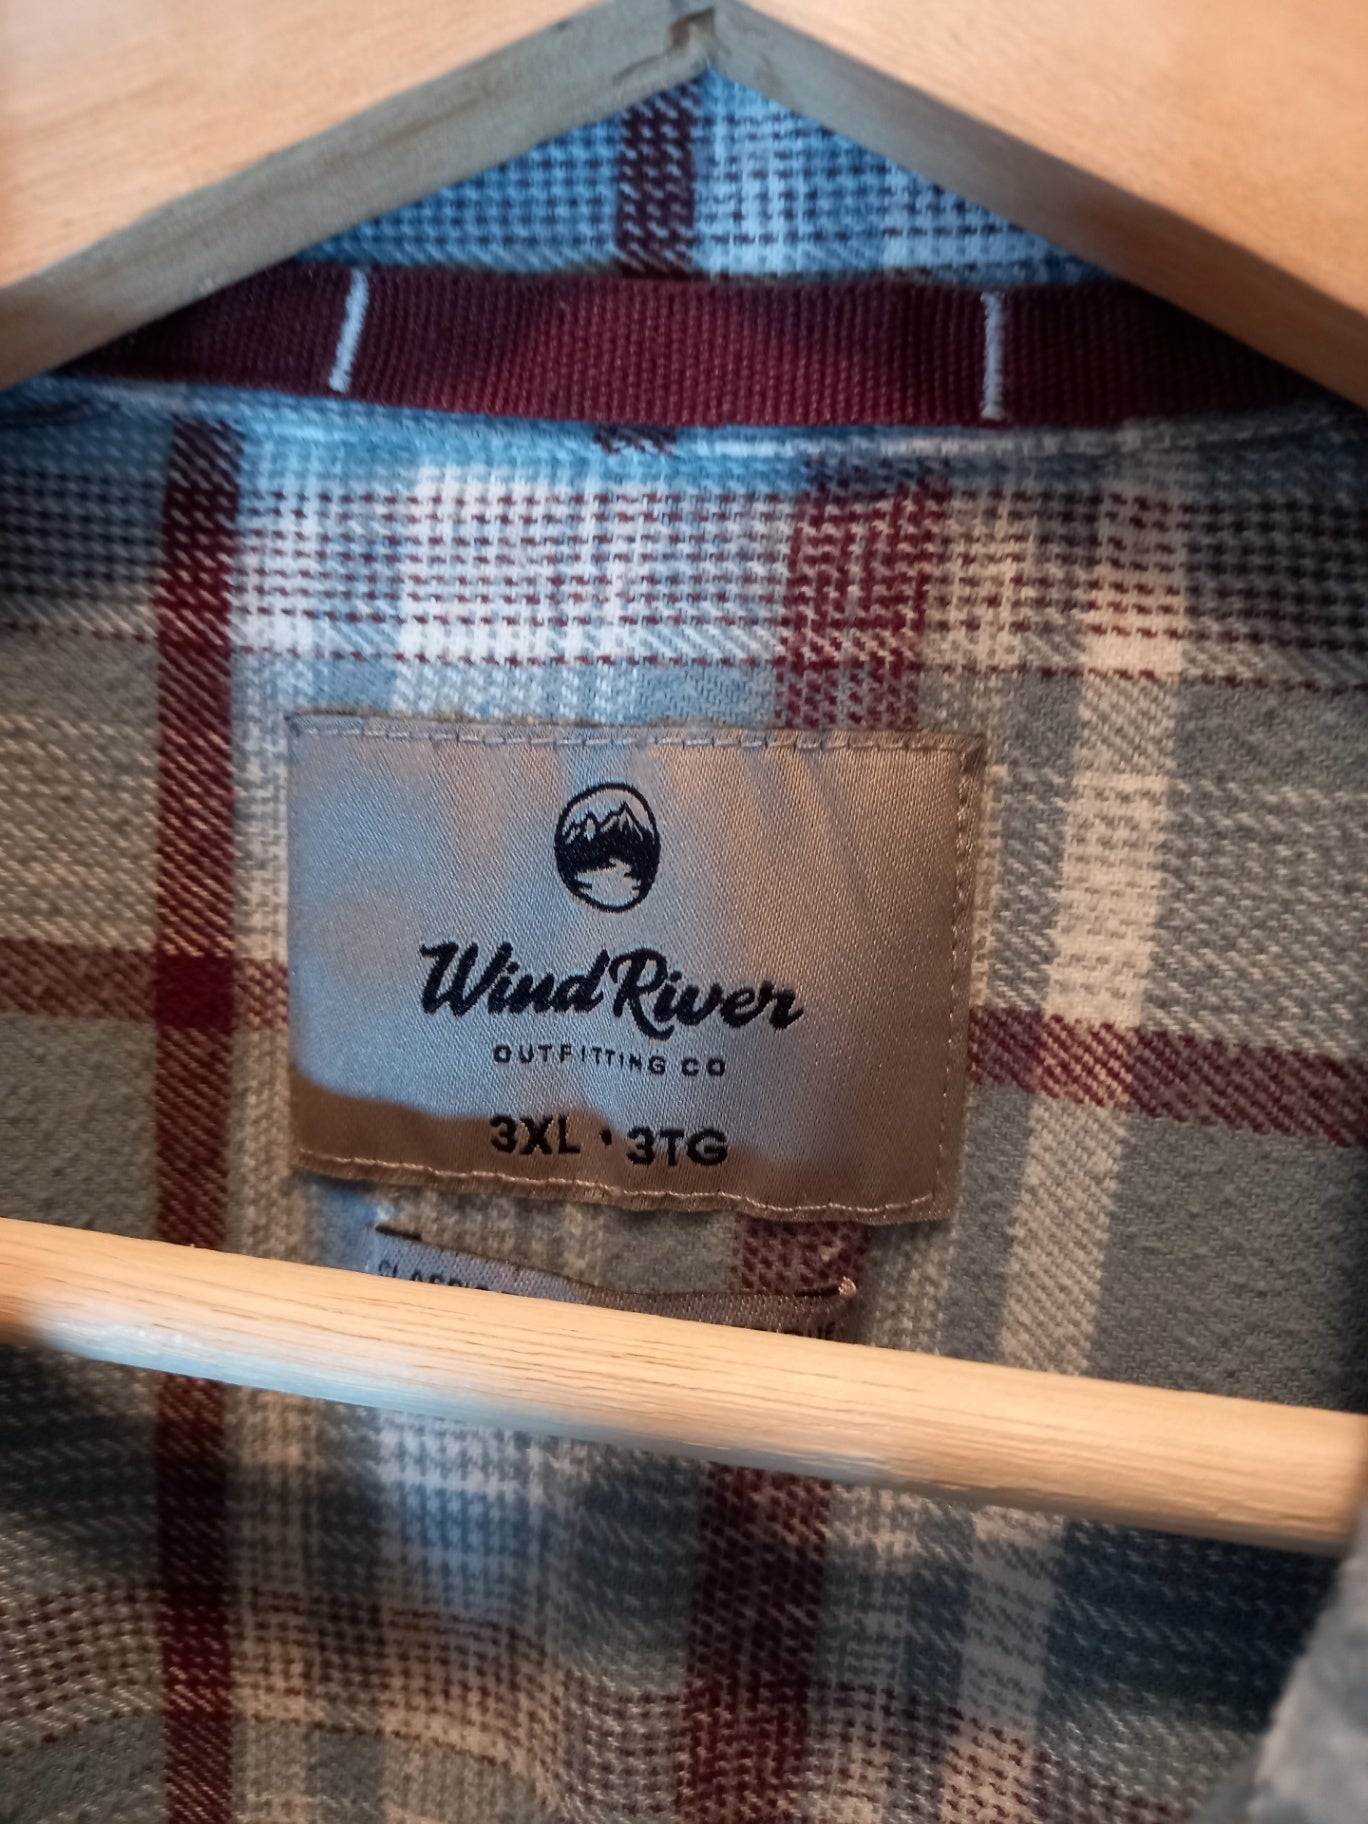 WindRiver
OUTFITTING CO
3XL • 3TG